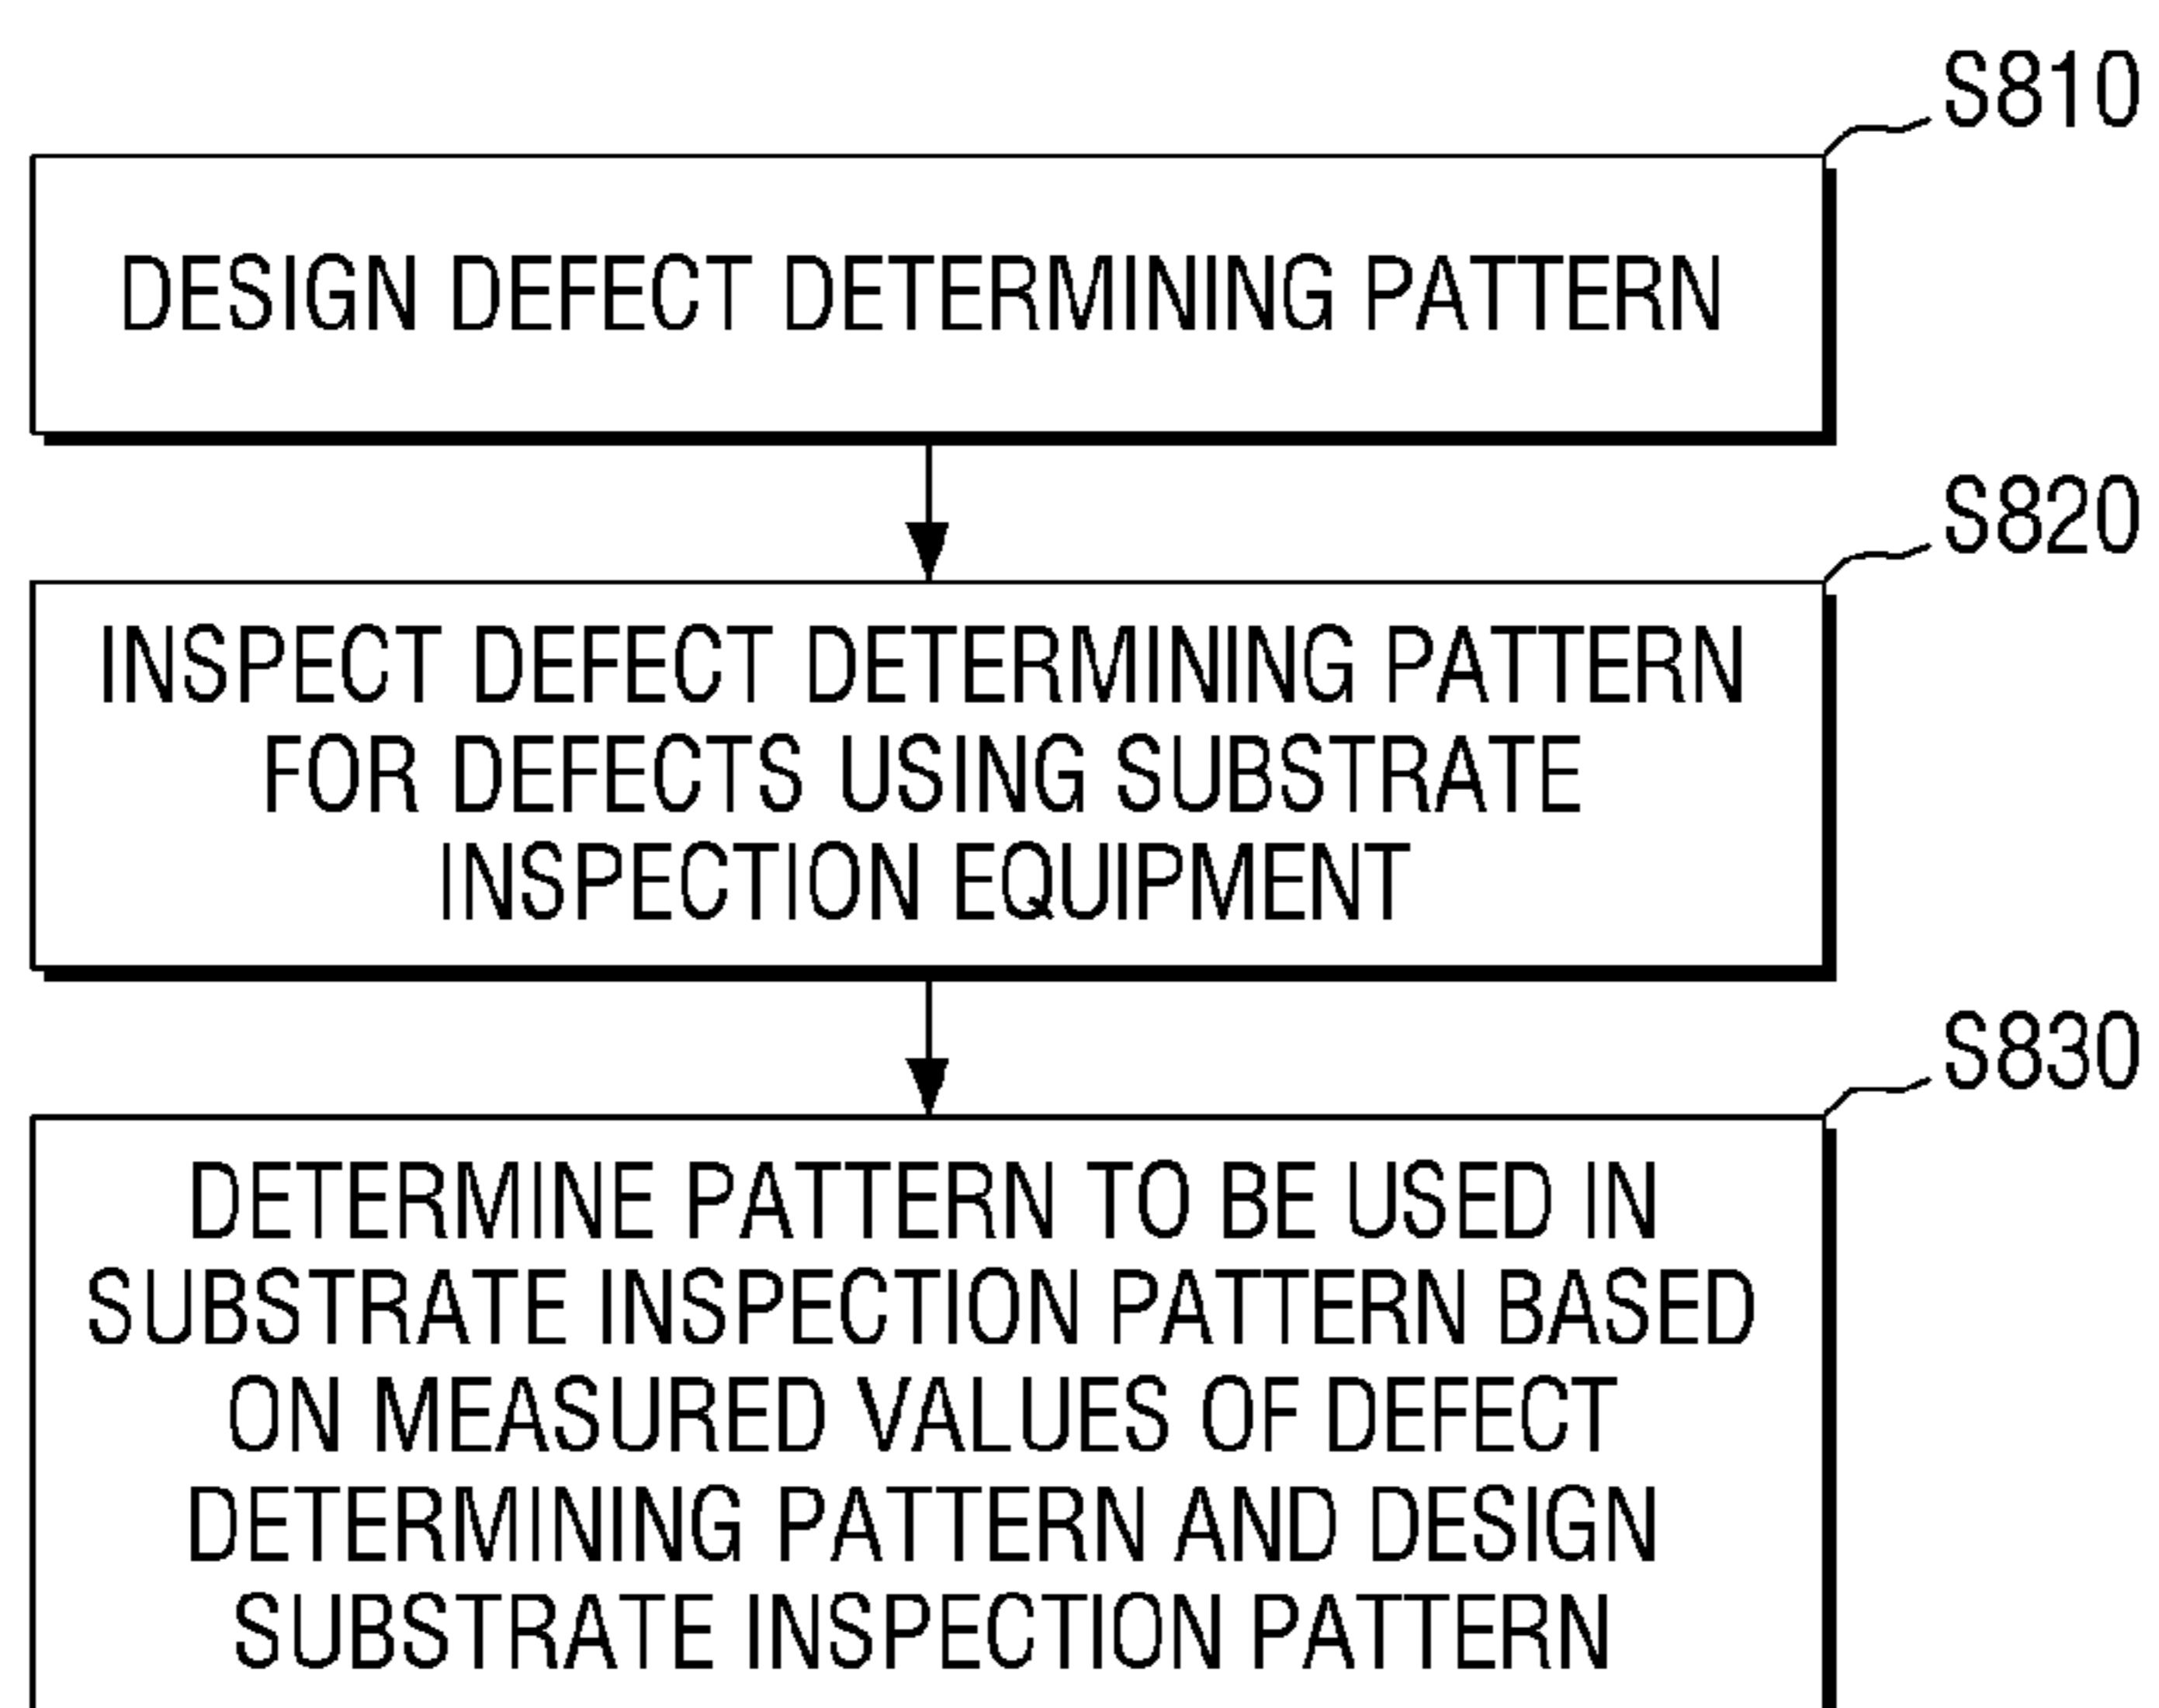 S810
DESIGN DEFECT DETERMINING PATTERN
S820
INSPECT DEFECT DETERMINING PATTERN
FOR DEFECTS USING SUBSTRATE
INSPECTION EQUIPMENT
S830
DETERMINE PATTERN TO BE USED IN
SUBSTRATE INSPECTION PATTERN BASED
ON MEASURED VALUES OF DEFECT
DETERMINING PATTERN AND DESIGN
SUBSTRATE INSPECTION PATTERN